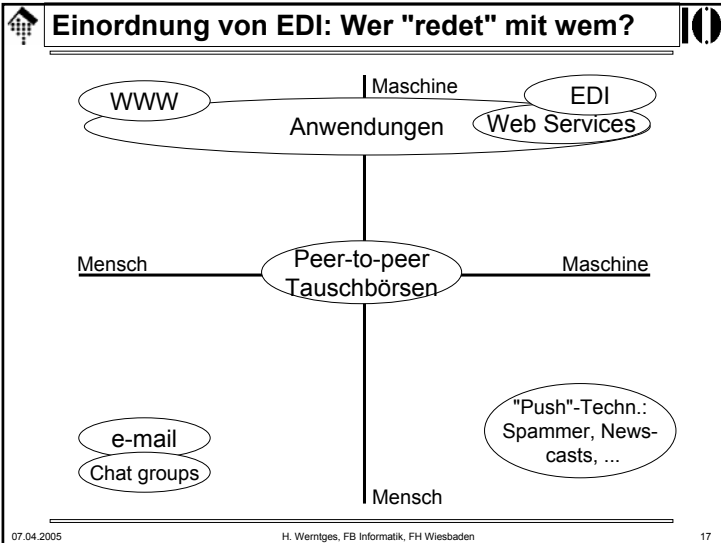 Einordnung von EDI: Wer "redet" mit wem?
Maschine
WWW
EDI
Anwendungen
Web Services
Mensch
Peer-to-peer
Tauschbörsen
Maschine
"Push"-Techn.:
Spammer, News-
casts, ...
e-mail
Chat groups
Mensch
07.04.2005
H. Werntges, FB Informatik, FH Wiesbaden
17